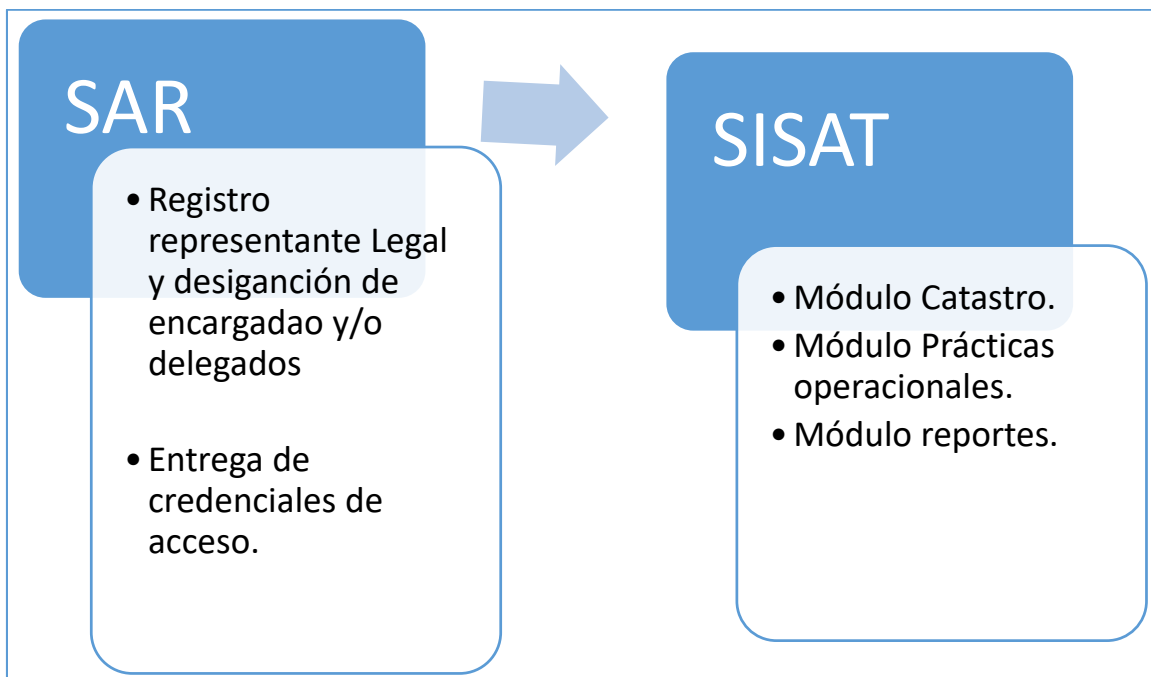 SAR
• Registro
representante Legal
y desiganción de
encargadao y/o
delegados
• Entrega de
credenciales de
acceso.
SISAT
• Módulo Catastro.
• Módulo Prácticas
operacionales.
• Módulo reportes.